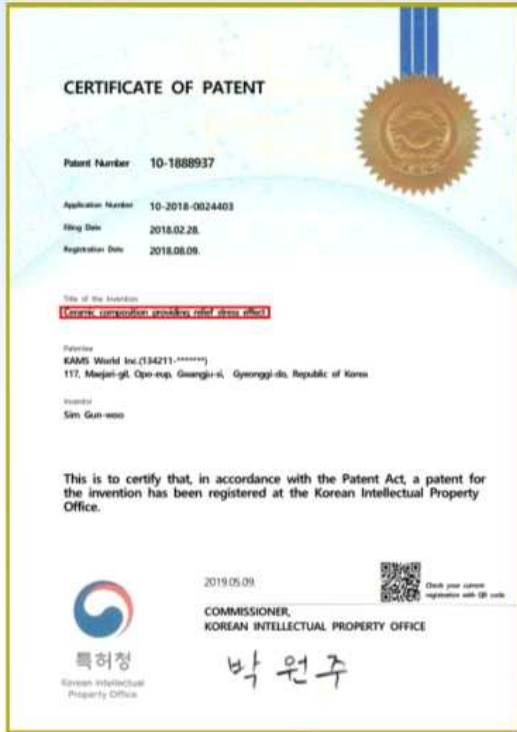 CERTIFICATE OF PATENT
Patent Number 10-1888937
Application Number 10-2018-0024403
Filing Date 2018.02.28.
Registration Date 2018.08.09.
Title of the Invention
Ceramic composition providing relief stress effect
Patentee
KAMS World Inc.(134211-*******)
117, Maejari-gil, Opo-eup, Gwangju-si, Gyeonggi-do, Republic of Korea
Inventor
Sim Gun-woo
This is to certify that, in accordance with the Patent Act, a patent for
the invention has been registered at the Korean Intellectual Property
Office.
2019.05.09.
Check your current
registration with QR code
COMMISSIONER,
KOREAN INTELLECTUAL PROPERTY OFFICE
박원주
특허청
Korean Intellectual
Property Office